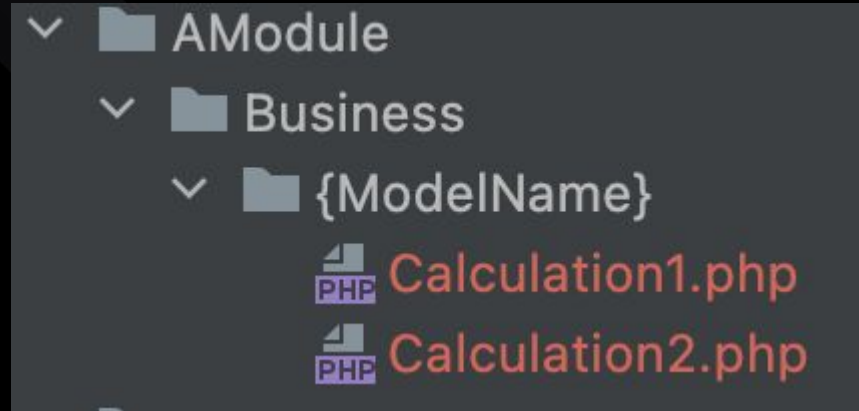 AModule
Business
{ModelName}
PHP Calculation1.php
PHP Calculation2.php